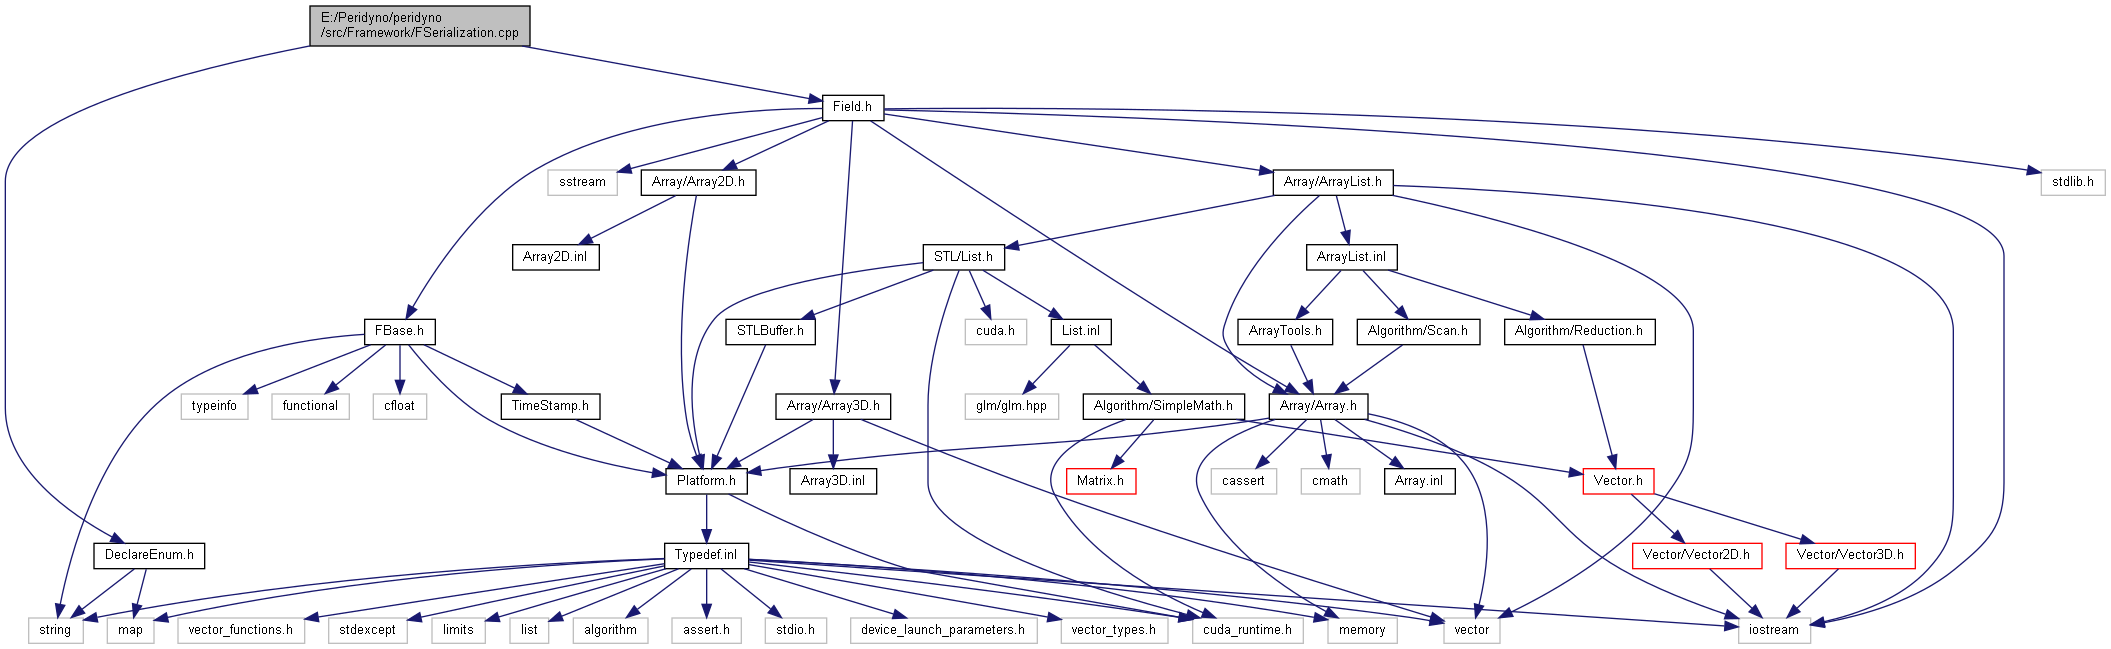 E:/Peridyno/peridyno
/src/Framework/FSerialization.cpp
Field.h
sstream
Array/Array2D.h
Array/ArrayList.h
stdlib.h
Array2D.inl
STL/List.h
ArrayList.inl
FBase.h
STLBuffer.h
cuda.h
List.inl
ArrayTools.h
Algorithm/Scan.h
Algorithm/Reduction.h
typeinfo
functional
cfloat
TimeStamp.h
Array/Array3D.h
glm/glm.hpp
Algorithm/SimpleMath.h
Array/Array.h
Platform.h
Array3D.inl
Matrix.h
cassert
cmath
Array.inl
Vector.h
DeclareEnum.h
Typedef.inl
Vector/Vector2D.h
Vector/Vector3D.h
string
map
vector_functions.h
stdexcept
limits
list
algorithm
assert.h
stdio.h
device_launch_parameters.h
vector_types.h
cuda_runtime.h
memory
vector
iostream